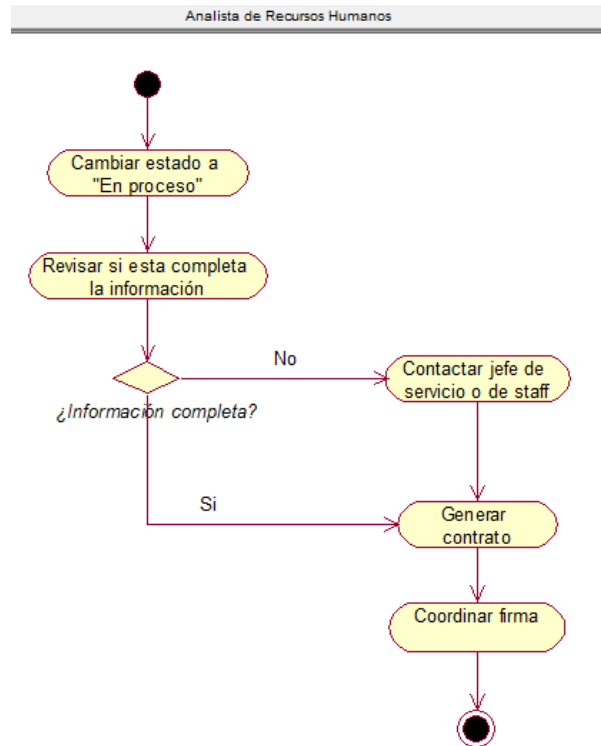 Analista de Recursos Humanos
Cambiar estado a
"En proceso"
Revisar si esta completa
la información
No
Contactar jefe de
servicio o de staff
¿Información completa?
Si
Generar
contrato
Coordinar firma